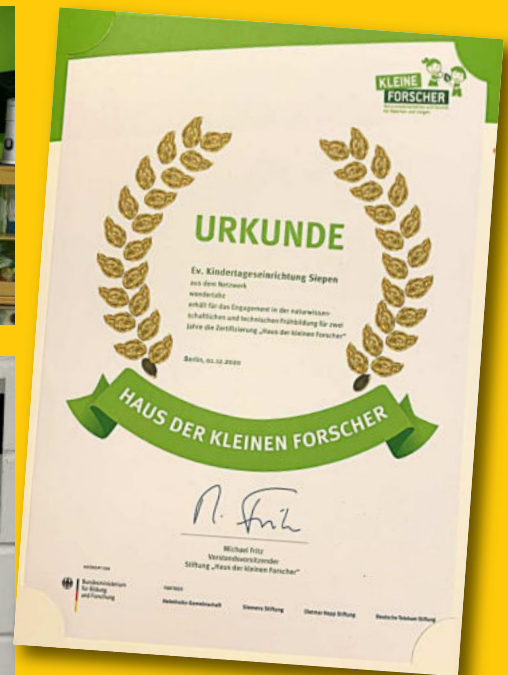 KLEINE
FORSCHER
URKUNDE
Ev. Kindertageseinrichtung Siepen
aus dem Netzwerk
wunderlabz
erhält für das Engagement in der naturwissen-
schaftlichen und technischen Frühbildung für zwei
Jahre die Zertifizierung „Haus der kleinen Forscher“
Berlin, 01.12.2020
HAUS DER KLEINEN FORSCHER
M. Fritz
Michael Fritz
Vorstandsvorsitzender
Stiftung „Haus der kleinen Forscher“
PARTNER
Bundesministerium
für Bildung
und Forschung
Helmholtz-Gemeinschaft
Siemens Stiftung
Dietmar Hopp Stiftung
Deutsche Telekom Stiftung